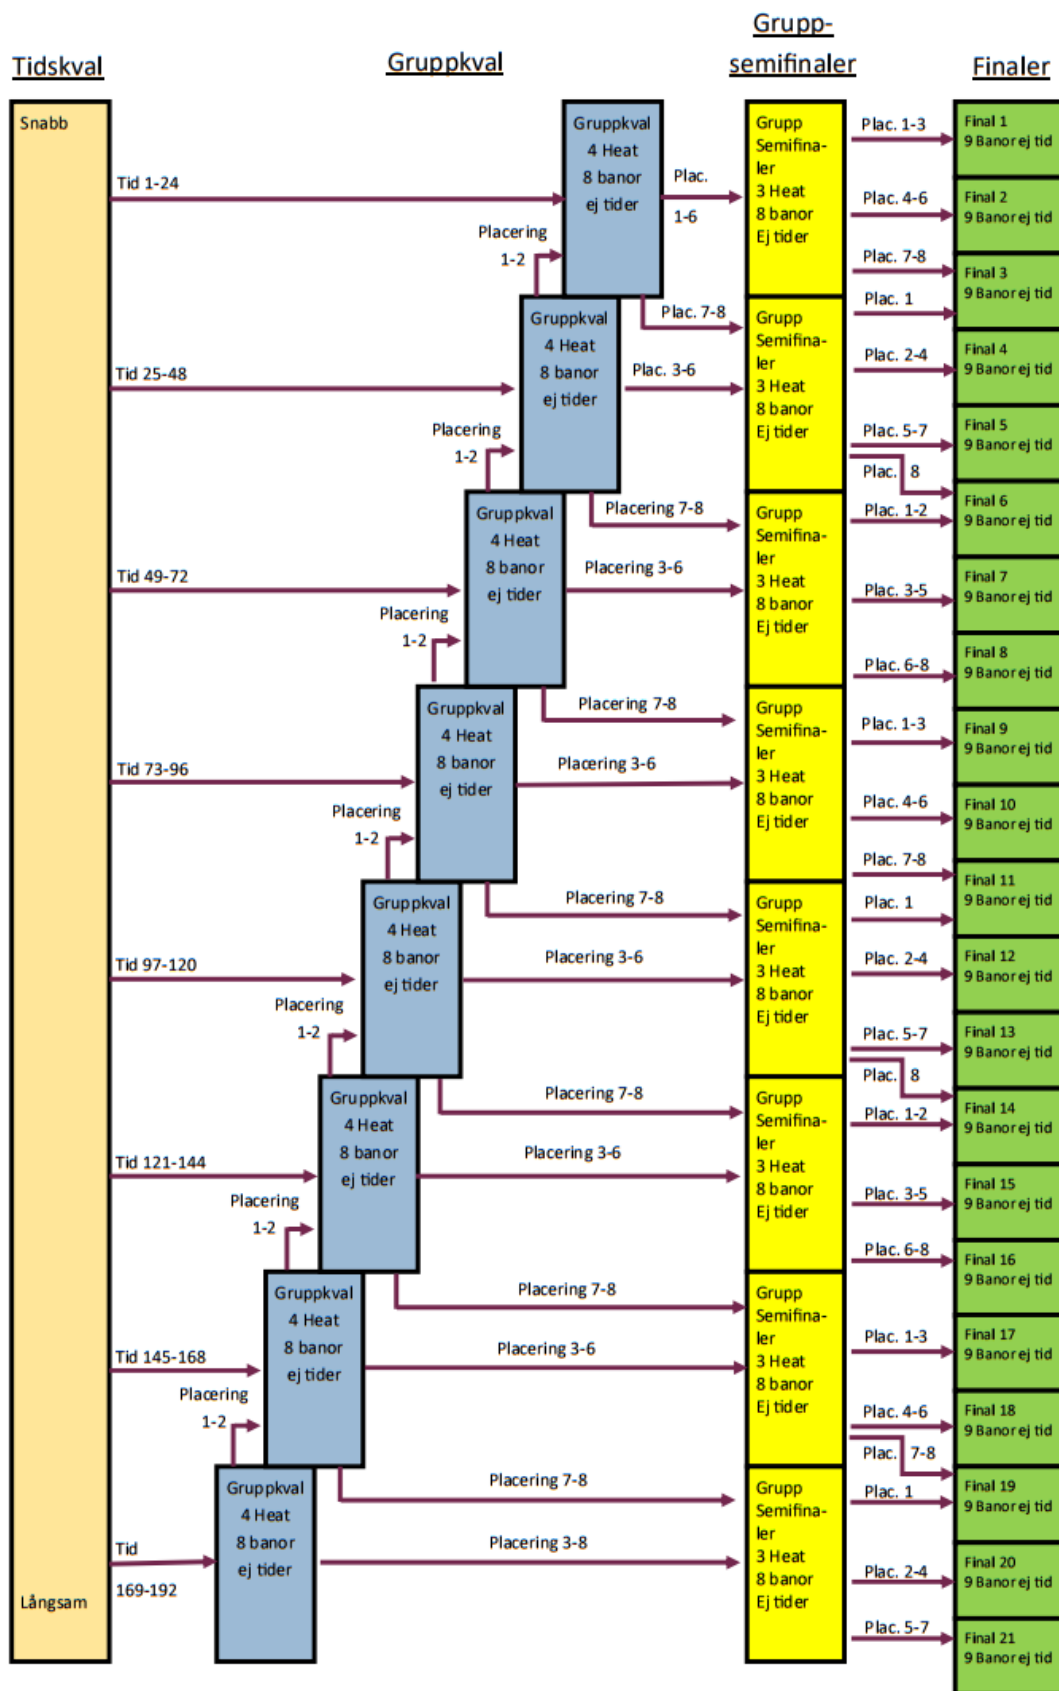 Tidskval
Gruppkval
Grupp-
semifinaler
Finaler
Snabb
Tid 1-24
Tid 25-48
Tid 49-72
Tid 73-96
Tid 97-120
Tid 121-144
Tid 145-168
Tid
169-192
Långsam
Gruppkval
4 Heat
8 banor
ej tider
Placering
1-2
Gruppkval
4 Heat
8 banor
ej tider
Placering
1-2
Gruppkval
4 Heat
8 banor
ej tider
Placering
1-2
Gruppkval
4 Heat
8 banor
ej tider
Placering
1-2
Gruppkval
4 Heat
8 banor
ej tider
Placering
1-2
Gruppkval
4 Heat
8 banor
ej tider
Placering
1-2
Gruppkval
4 Heat
8 banor
ej tider
Placering
1-2
Gruppkval
4 Heat
8 banor
ej tider
Plac.
1-6
Plac. 7-8
Plac. 3-6
Placering 7-8
Placering 3-6
Placering 7-8
Placering 3-6
Placering 7-8
Placering 3-6
Placering 7-8
Placering 3-6
Placering 7-8
Placering 3-6
Placering 7-8
Placering 3-8
Grupp
Semifina-
ler
3 Heat
8 banor
Ej tider
Grupp
Semifina-
ler
3 Heat
8 banor
Ej tider
Grupp
Semifina-
ler
3 Heat
8 banor
Ej tider
Grupp
Semifina-
ler
3 Heat
8 banor
Ej tider
Grupp
Semifina-
ler
3 Heat
8 banor
Ej tider
Grupp
Semifina-
ler
3 Heat
8 banor
Ej tider
Grupp
Semifina-
ler
3 Heat
8 banor
Ej tider
Grupp
Semifina-
ler
3 Heat
8 banor
Ej tider
Plac. 1-3
Plac. 4-6
Plac. 7-8
Plac. 1
Plac. 2-4
Plac. 5-7
Plac. 8
Plac. 1-2
Plac. 3-5
Plac. 6-8
Plac. 1-3
Plac. 4-6
Plac. 7-8
Plac. 1
Plac. 2-4
Plac. 5-7
Plac. 8
Plac. 1-2
Plac. 3-5
Plac. 6-8
Plac. 1-3
Plac. 4-6
Plac. 7-8
Plac. 1
Plac. 2-4
Plac. 5-7
Final 1
9 Banor ej tid
Final 2
9 Banor ej tid
Final 3
9 Banor ej tid
Final 4
9 Banor ej tid
Final 5
9 Banor ej tid
Final 6
9 Banor ej tid
Final 7
9 Banor ej tid
Final 8
9 Banor ej tid
Final 9
9 Banor ej tid
Final 10
9 Banor ej tid
Final 11
9 Banor ej tid
Final 12
9 Banor ej tid
Final 13
9 Banor ej tid
Final 14
9 Banor ej tid
Final 15
9 Banor ej tid
Final 16
9 Banor ej tid
Final 17
9 Banor ej tid
Final 18
9 Banor ej tid
Final 19
9 Banor ej tid
Final 20
9 Banor ej tid
Final 21
9 Banor ej tid